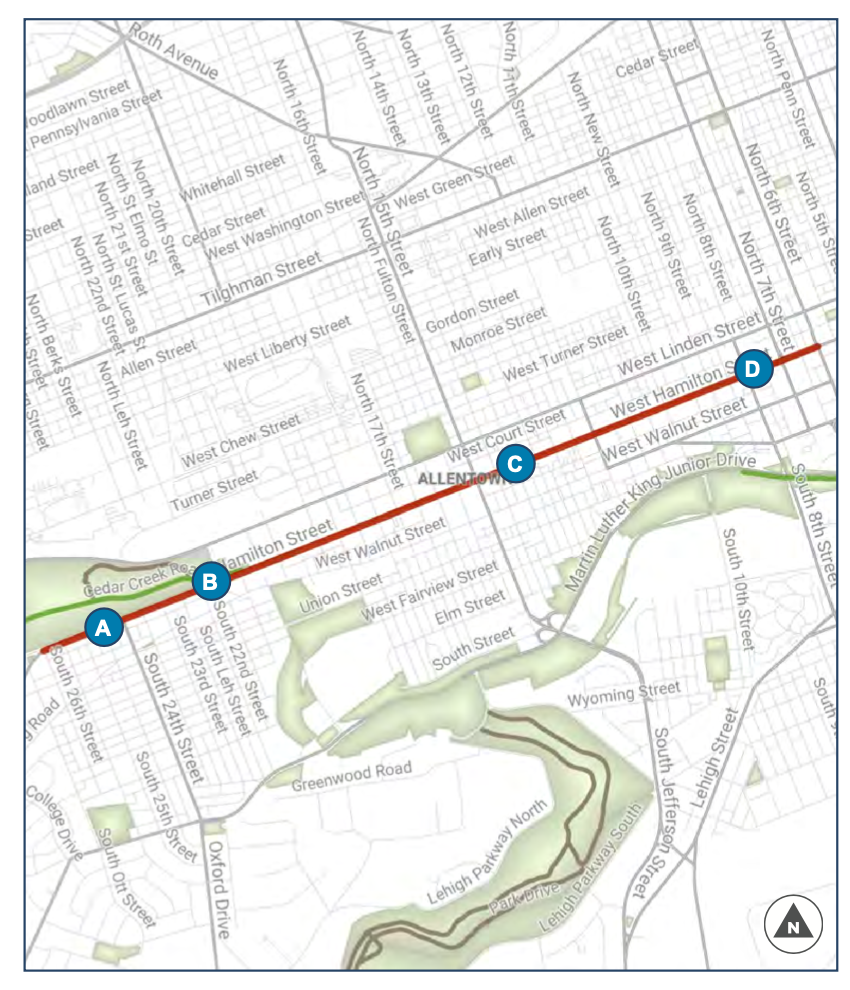 Roth Avenue
North 16th Street
North 14th Street
North 13th Street
North 12th Street
North 11th Street
Cedar Street
North Penn Street
oodlawn Street
Pennsylvania Street
North New Street
land Street
North 20th Street
North St Elmo St
North 21st Street
North St Lucas St
North 22nd Street
Whitehall Street
Cedar Street
West Washington Street
North 15th Street
West Green Street
North 6th Street
North 5th Stre
Street
West Allen Street
Early Street
North 10th Street
North 9th Street
North 8th Street
North 7th Street
Tilghman Street
North Fulton Street
North Berks Street
th Street
Gordon Street
Monroe Street
West Turner Street
West Linden Street
Allen Street
West Liberty Street
North Leh Street
North 17th Street
West Hamilton S
D
West Chew Street
West Court Street
West Walnut Street
Turner Street
C
ALLENTOWN
Martin Luther King Junior Drive
South 8th Street
Hamilton Street
West Walnut Street
Cedar Creek Roa
B
Union Street
West Fairview Street
Elm Street
South Street
South 10th Street
A
South 22nd Street
South Leh Street
South 23rd Street
South 24th Street
South 26th Street
South 25th Street
g Road
Wyoming Street
South
Greenwood Road
South Jefferson Street
Lehigh Street
College Drive
South Ott Street
Oxford Drive
Lehigh Parkway North
Park Drive
Lehigh Parkway South
N